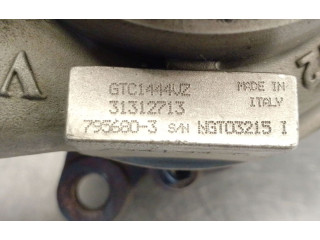 GTC1444VZ MADE IN
31312713 ITALY
795680-3 S/N NGT03215 I